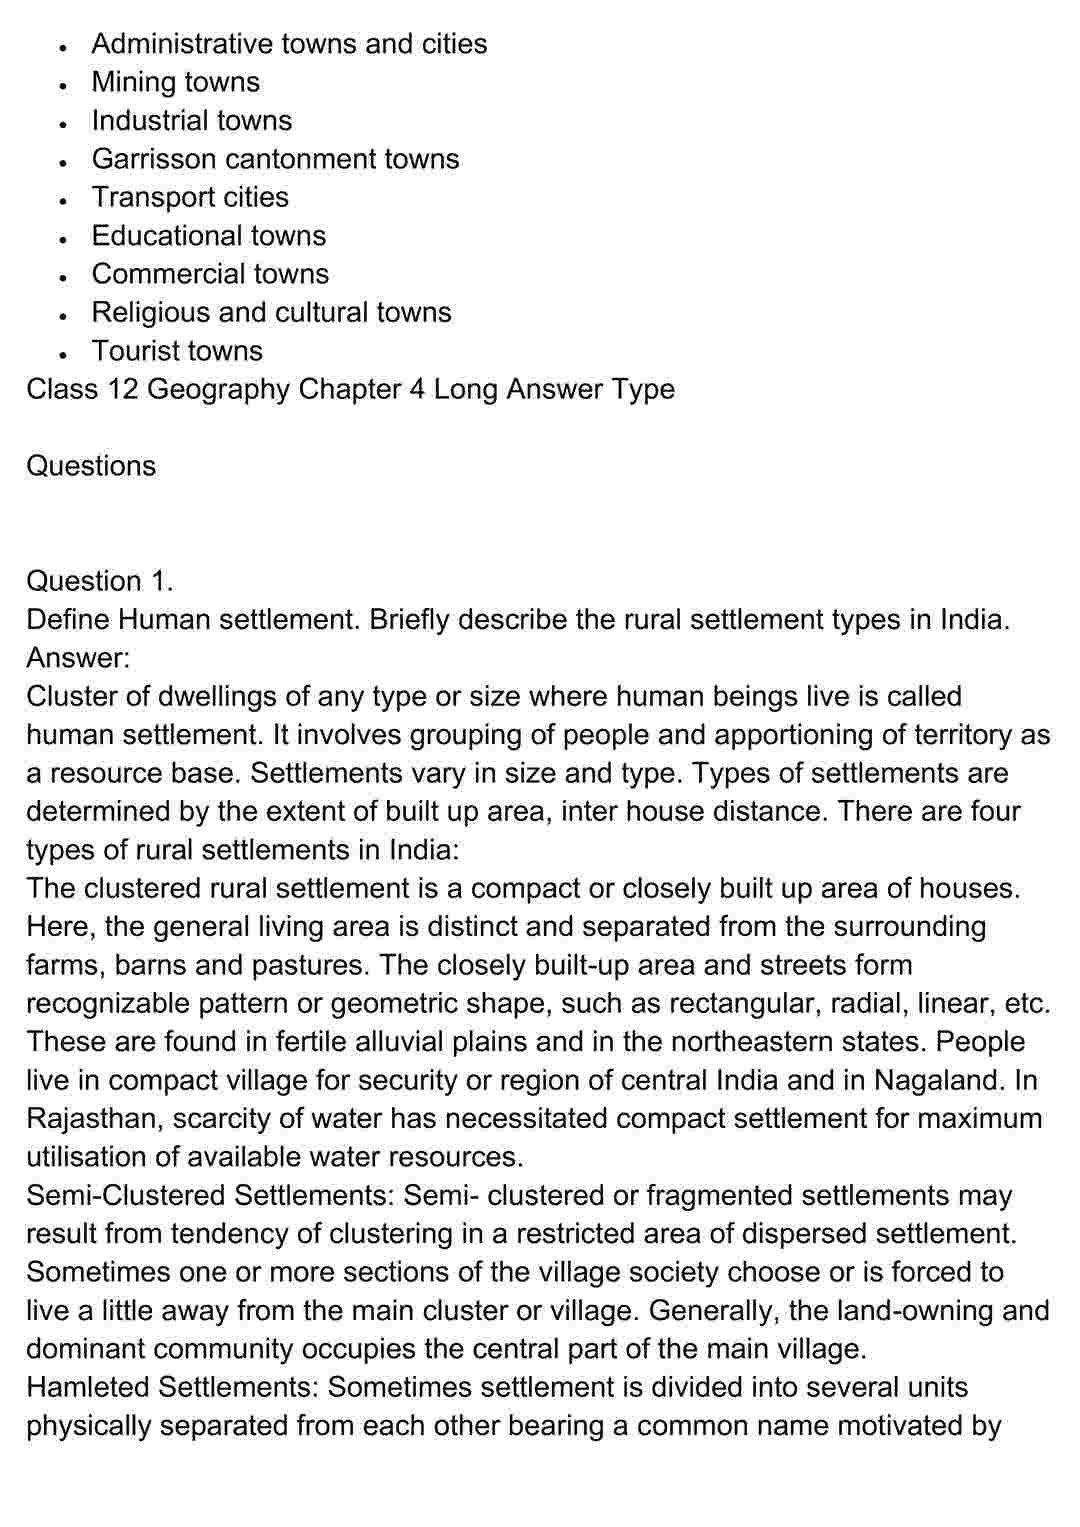 • Administrative towns and cities
• Mining towns
• Industrial towns
• Garrisson cantonment towns
• Transport cities
• Educational towns
• Commercial towns
• Religious and cultural towns
• Tourist towns
Class 12 Geography Chapter 4 Long Answer Type
Questions
Question 1.
Define Human settlement. Briefly describe the rural settlement types in India.
Answer:
Cluster of dwellings of any type or size where human beings live is called
human settlement. It involves grouping of people and apportioning of territory as
a resource base. Settlements vary in size and type. Types of settlements are
determined by the extent of built up area, inter house distance. There are four
types of rural settlements in India:
The clustered rural settlement is a compact or closely built up area of houses.
Here, the general living area is distinct and separated from the surrounding
farms, barns and pastures. The closely built-up area and streets form
recognizable pattern or geometric shape, such as rectangular, radial, linear, etc.
These are found in fertile alluvial plains and in the northeastern states. People
live in compact village for security or region of central India and in Nagaland. In
Rajasthan, scarcity of water has necessitated compact settlement for maximum
utilisation of available water resources.
Semi-Clustered Settlements: Semi- clustered or fragmented settlements may
result from tendency of clustering in a restricted area of dispersed settlement.
Sometimes one or more sections of the village society choose or is forced to
live a little away from the main cluster or village. Generally, the land-owning and
dominant community occupies the central part of the main village.
Hamleted Settlements: Sometimes settlement is divided into several units
physically separated from each other bearing a common name motivated by